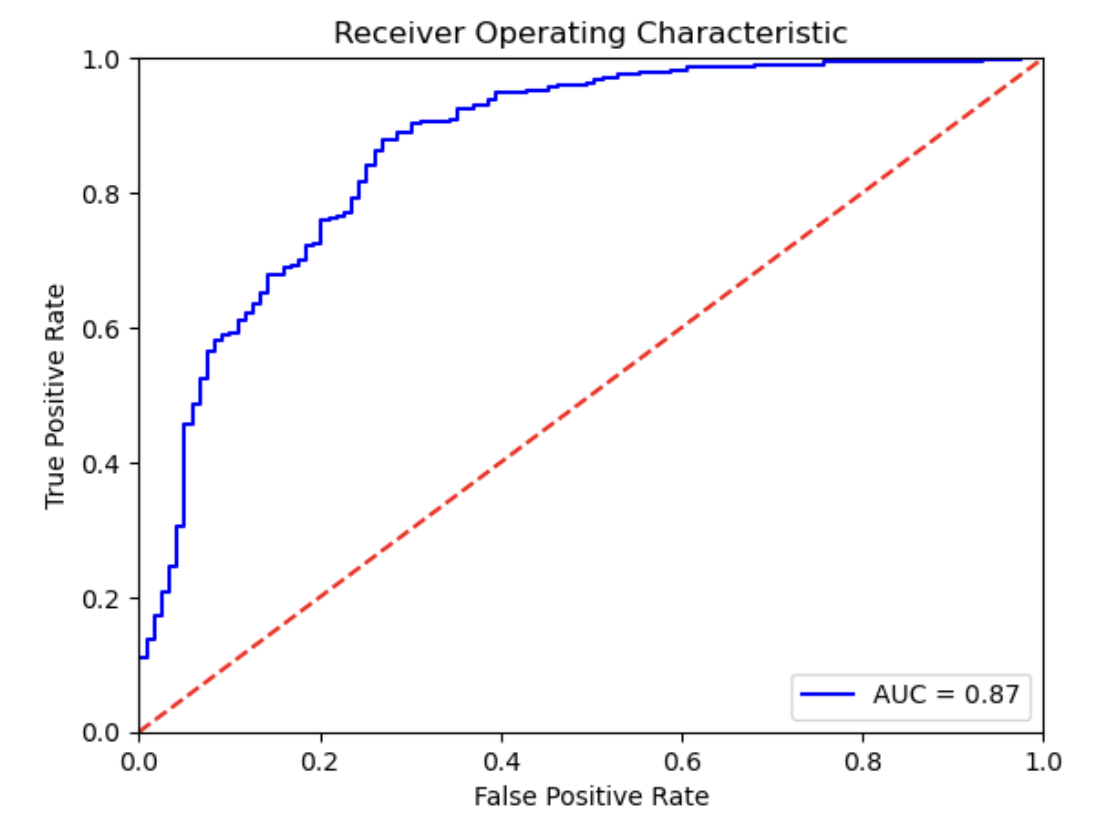 Receiver Operating Characteristic
1.0
0.8
0.6
0.4
0.2
0.0
True Positive Rate
AUC = 0.87
0.0 0.2 0.4 0.6 0.8 1.0
False Positive Rate